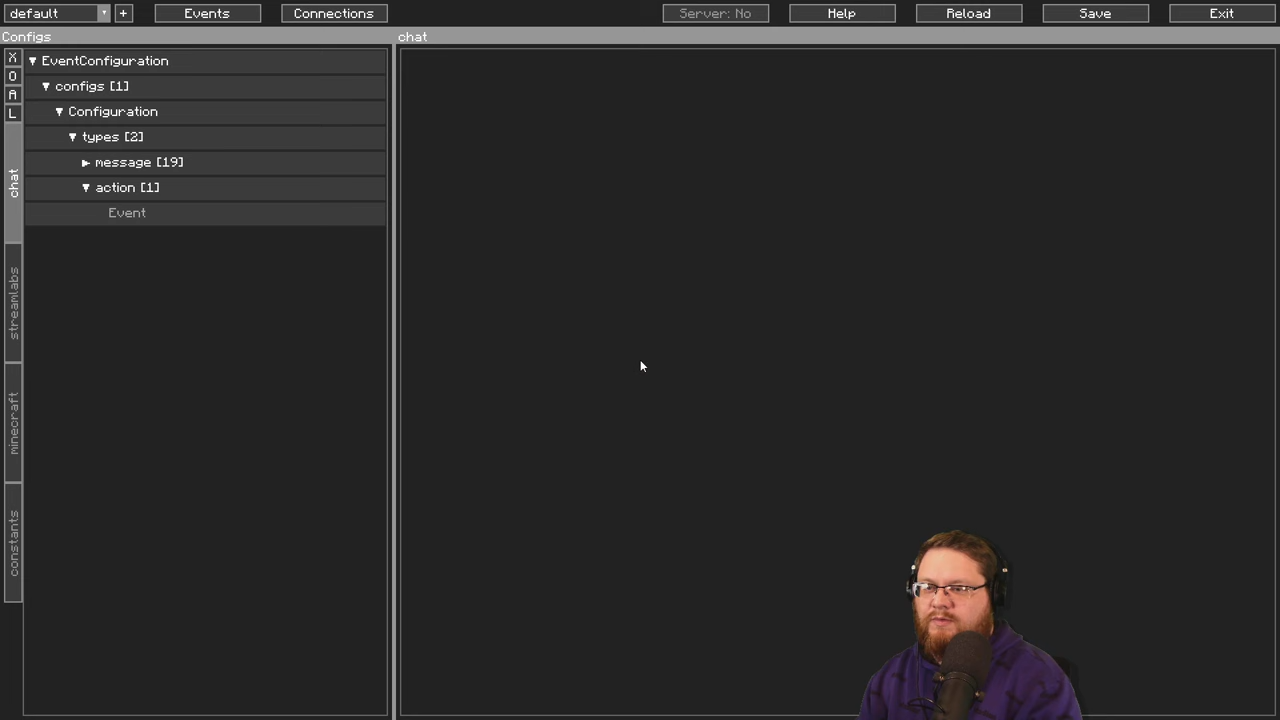 default + Events Connections Server: No Help Reload Save Exit
Configs
chat
X
O
A
L
chat
streamlabs
minecraft
constants
EventConfiguration
configs [1]
Configuration
types [2]
message [19]
action [1]
Event